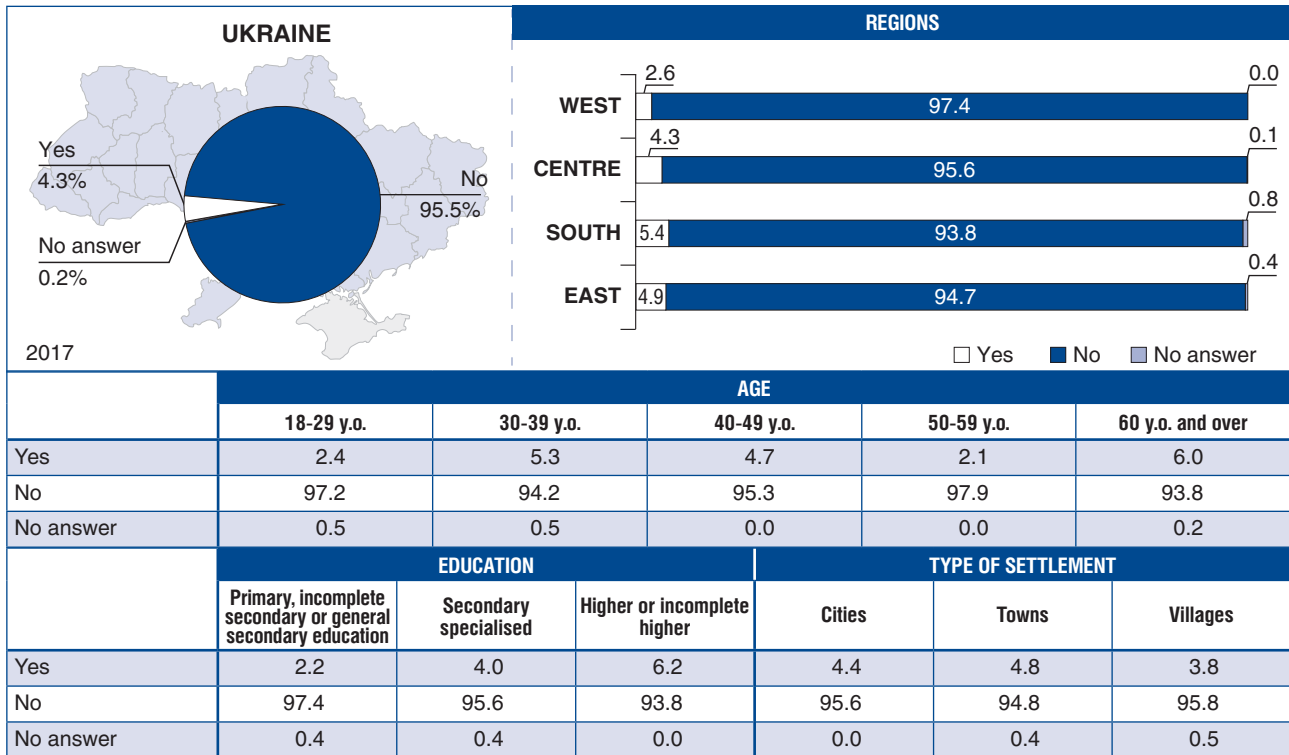 UKRAINE
Yes
4.3%
No
95.5%
No answer
0.2%
2017
REGIONS
2.6 0.0
WEST 97.4
4.3 0.1
CENTRE 95.6
0.8
SOUTH 5.4 93.8
0.4
EAST 4.9 94.7
Yes No No answer
AGE
18-29 y.o. 30-39 y.o. 40-49 y.o. 50-59 y.o. 60 y.o. and over
Yes 2.4 5.3 4.7 2.1 6.0
No 97.2 94.2 95.3 97.9 93.8
No answer 0.5 0.5 0.0 0.0 0.2
EDUCATION TYPE OF SETTLEMENT
Primary, incomplete
secondary or general
secondary education
Secondary
specialised
Higher or incomplete
higher
Cities Towns Villages
Yes 2.2 4.0 6.2 4.4 4.8 3.8
No 97.4 95.6 93.8 95.6 94.8 95.8
No answer 0.4 0.4 0.0 0.0 0.4 0.5